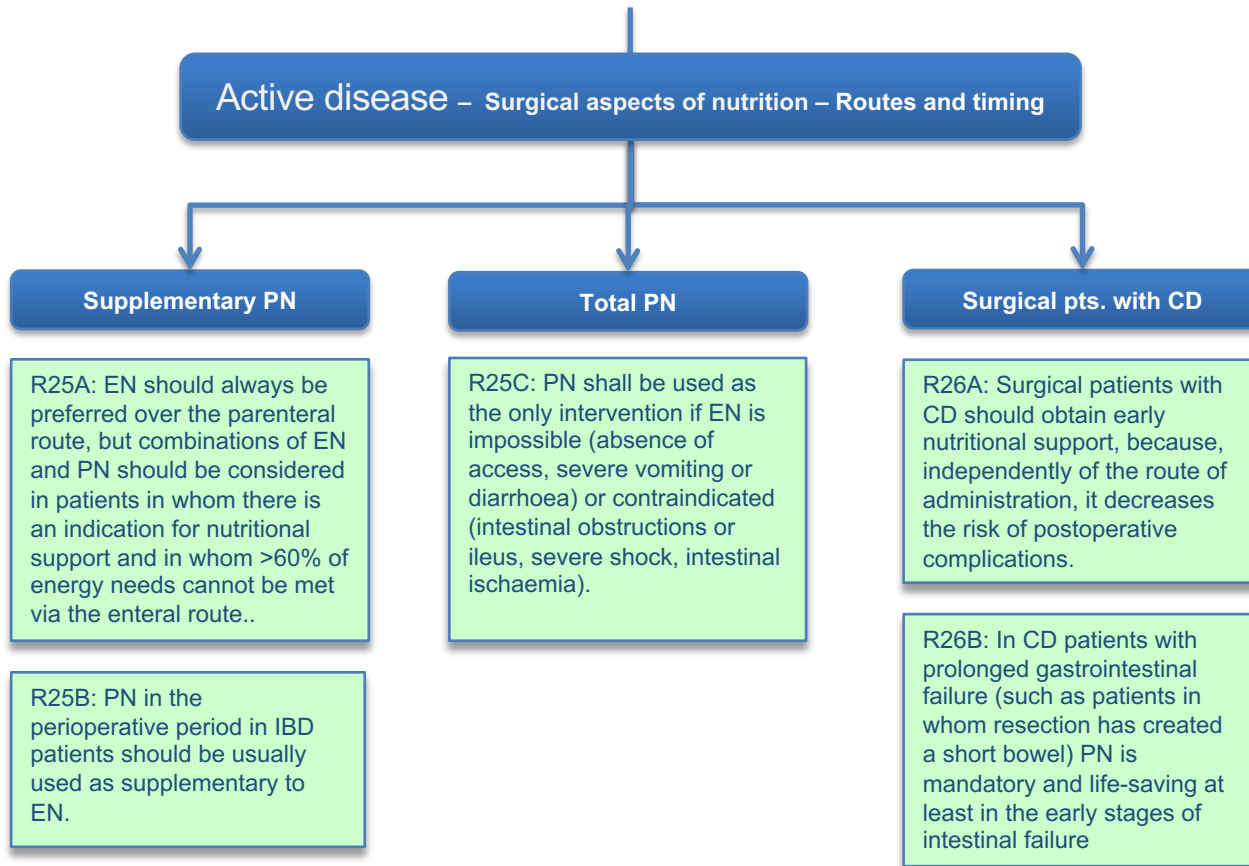 Active disease – Surgical aspects of nutrition – Routes and timing
Supplementary PN
R25A: EN should always be
preferred over the parenteral
route, but combinations of EN
and PN should be considered
in patients in whom there is
an indication for nutritional
support and in whom >60% of
energy needs cannot be met
via the enteral route..
R25B: PN in the
perioperative period in IBD
patients should be usually
used as supplementary to
EN.
Total PN
R25C: PN shall be used as
the only intervention if EN is
impossible (absence of
access, severe vomiting or
diarrhoea) or contraindicated
(intestinal obstructions or
ileus, severe shock, intestinal
ischaemia).
Surgical pts. with CD
R26A: Surgical patients with
CD should obtain early
nutritional support, because,
independently of the route of
administration, it decreases
the risk of postoperative
complications.
R26B: In CD patients with
prolonged gastrointestinal
failure (such as patients in
whom resection has created
a short bowel) PN is
mandatory and life-saving at
least in the early stages of
intestinal failure